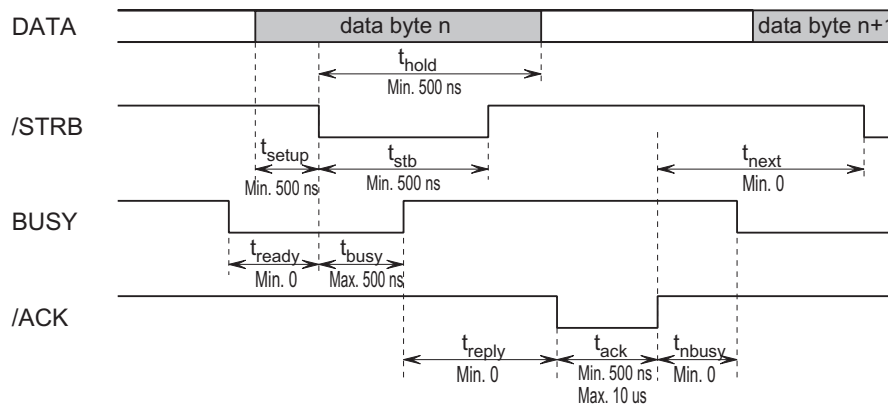 DATA
data byte n
data byte n+1
t_hold
Min. 500 ns
/STRB
t_setup
Min. 500 ns
t_stb
Min. 500 ns
t_next
Min. 0
BUSY
t_ready
Min. 0
t_busy
Max. 500 ns
/ACK
t_reply
Min. 0
t_ack
Min. 500 ns
Max. 10 us
t_nbusy
Min. 0